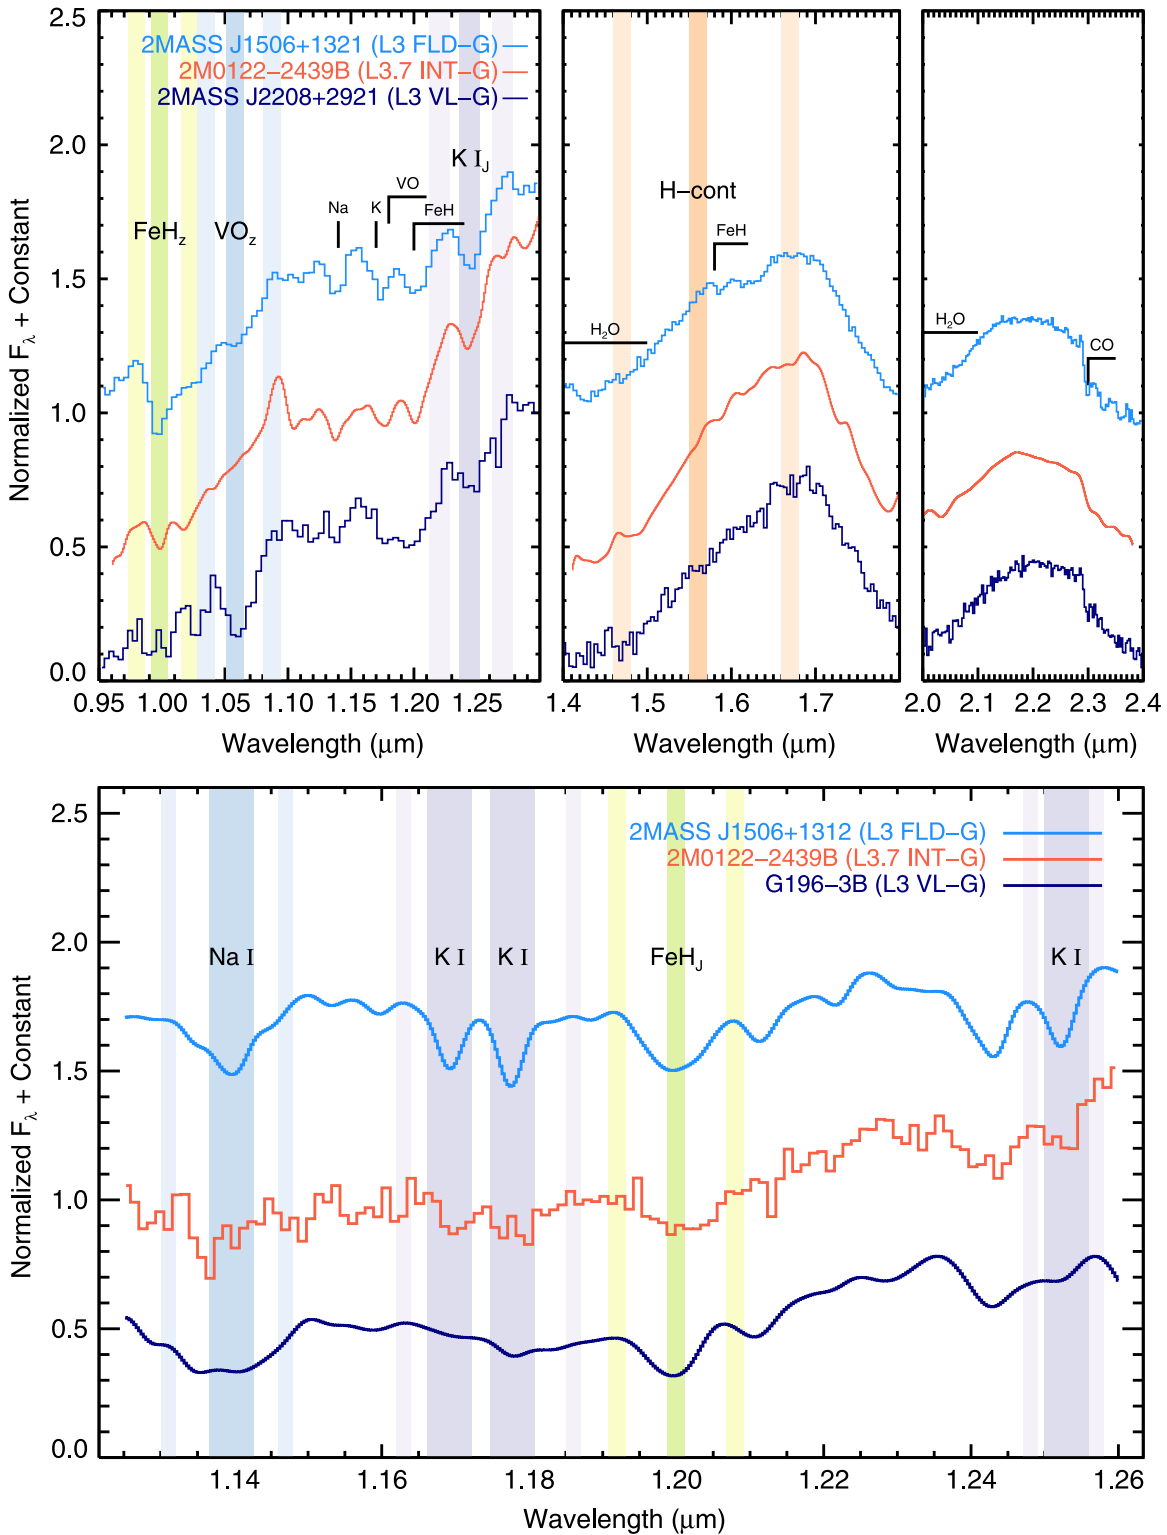 2MASS J1506+1321 (L3 FLD−G)
2M0122−2439B (L3.7 INT−G)
2MASS J2208+2921 (L3 VL−G)
FeH_z
VO_z
Na
K
VO
FeH
K I_J
H−cont
FeH
H₂O
H₂O
CO
Normalized F_λ + Constant
2.5
2.0
1.5
1.0
0.5
0.0
0.95 1.00 1.05 1.10 1.15 1.20 1.25
1.4 1.5 1.6 1.7
2.0 2.1 2.2 2.3 2.4
Wavelength (μm)
Wavelength (μm)
Wavelength (μm)
2MASS J1506+1312 (L3 FLD−G)
2M0122−2439B (L3.7 INT−G)
G196−3B (L3 VL−G)
Na I
K I
K I
FeH_J
K I
Normalized F_λ + Constant
2.5
2.0
1.5
1.0
0.5
0.0
1.14 1.16 1.18 1.20 1.22 1.24 1.26
Wavelength (μm)